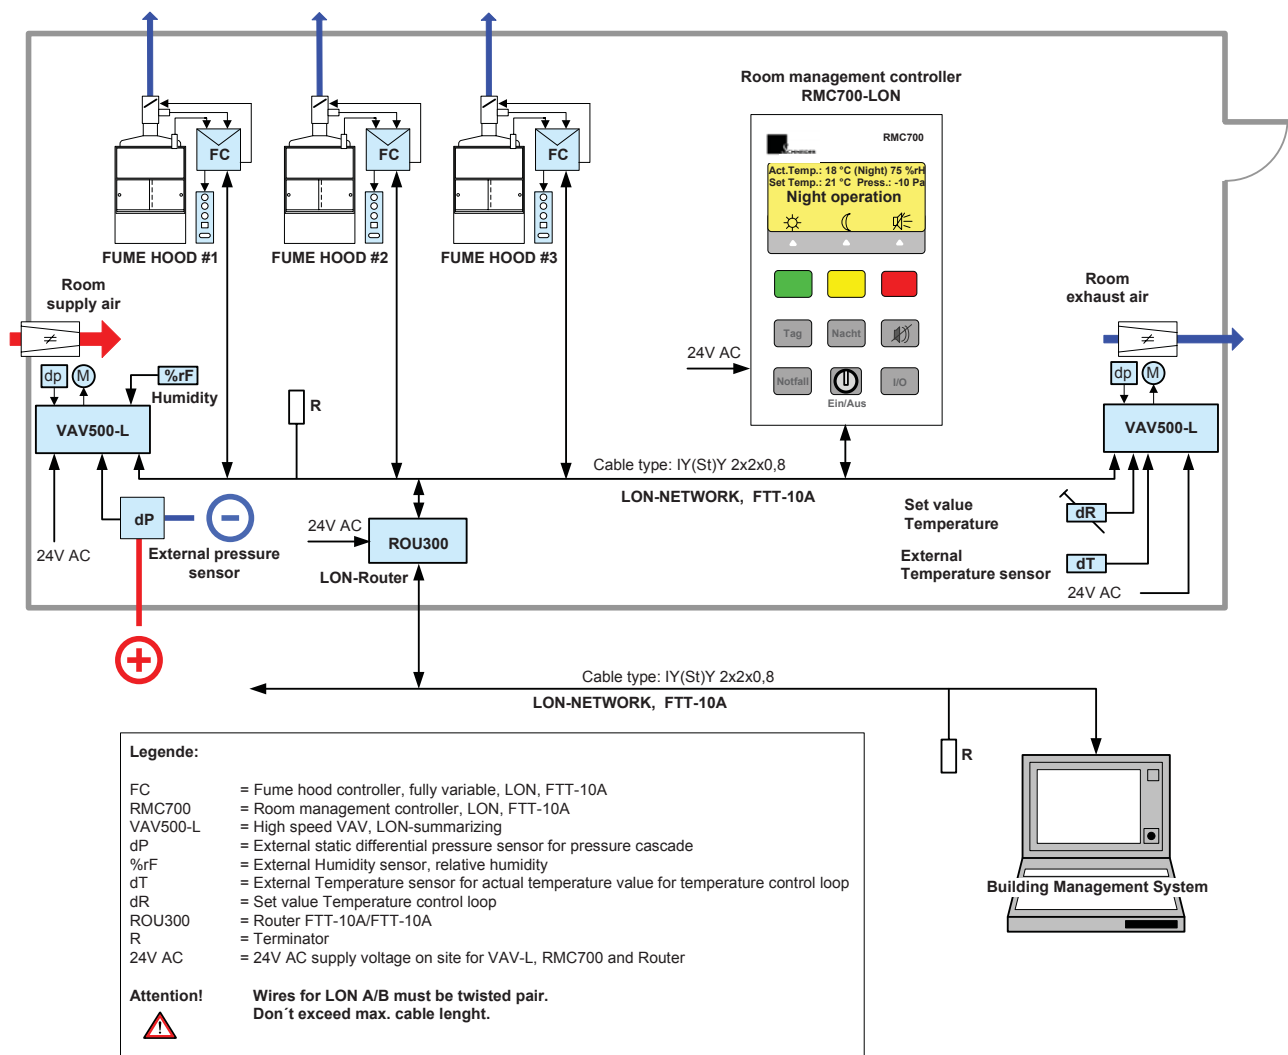 Room management controller
RMC700-LON
RMC700
Act.Temp.: 18 °C (Night) 75 %rH
Set Temp.: 21 °C Press.: -10 Pa
Night operation
FC
FC
FC
FUME HOOD #1
FUME HOOD #2
FUME HOOD #3
Room
supply air
Room
exhaust air
≠
≠
dp
M
%rF
Humidity
VAV500-L
R
24V AC
Tag
Nacht
Notfall
I/O
Ein/Aus
dp
M
VAV500-L
Cable type: IY(St)Y 2x2x0,8
LON-NETWORK, FTT-10A
24V AC
dP
External pressure
sensor
24V AC
ROU300
LON-Router
Set value
Temperature
dR
External
Temperature sensor
dT
24V AC
Cable type: IY(St)Y 2x2x0,8
LON-NETWORK, FTT-10A
R
Building Management System
Legende:
FC = Fume hood controller, fully variable, LON, FTT-10A
RMC700 = Room management controller, LON, FTT-10A
VAV500-L = High speed VAV, LON-summarizing
dP = External static differential pressure sensor for pressure cascade
%rF = External Humidity sensor, relative humidity
dT = External Temperature sensor for actual temperature value for temperature control loop
dR = Set value Temperature control loop
ROU300 = Router FTT-10A/FTT-10A
R = Terminator
24V AC = 24V AC supply voltage on site for VAV-L, RMC700 and Router
Attention! Wires for LON A/B must be twisted pair.
Don´t exceed max. cable lenght.